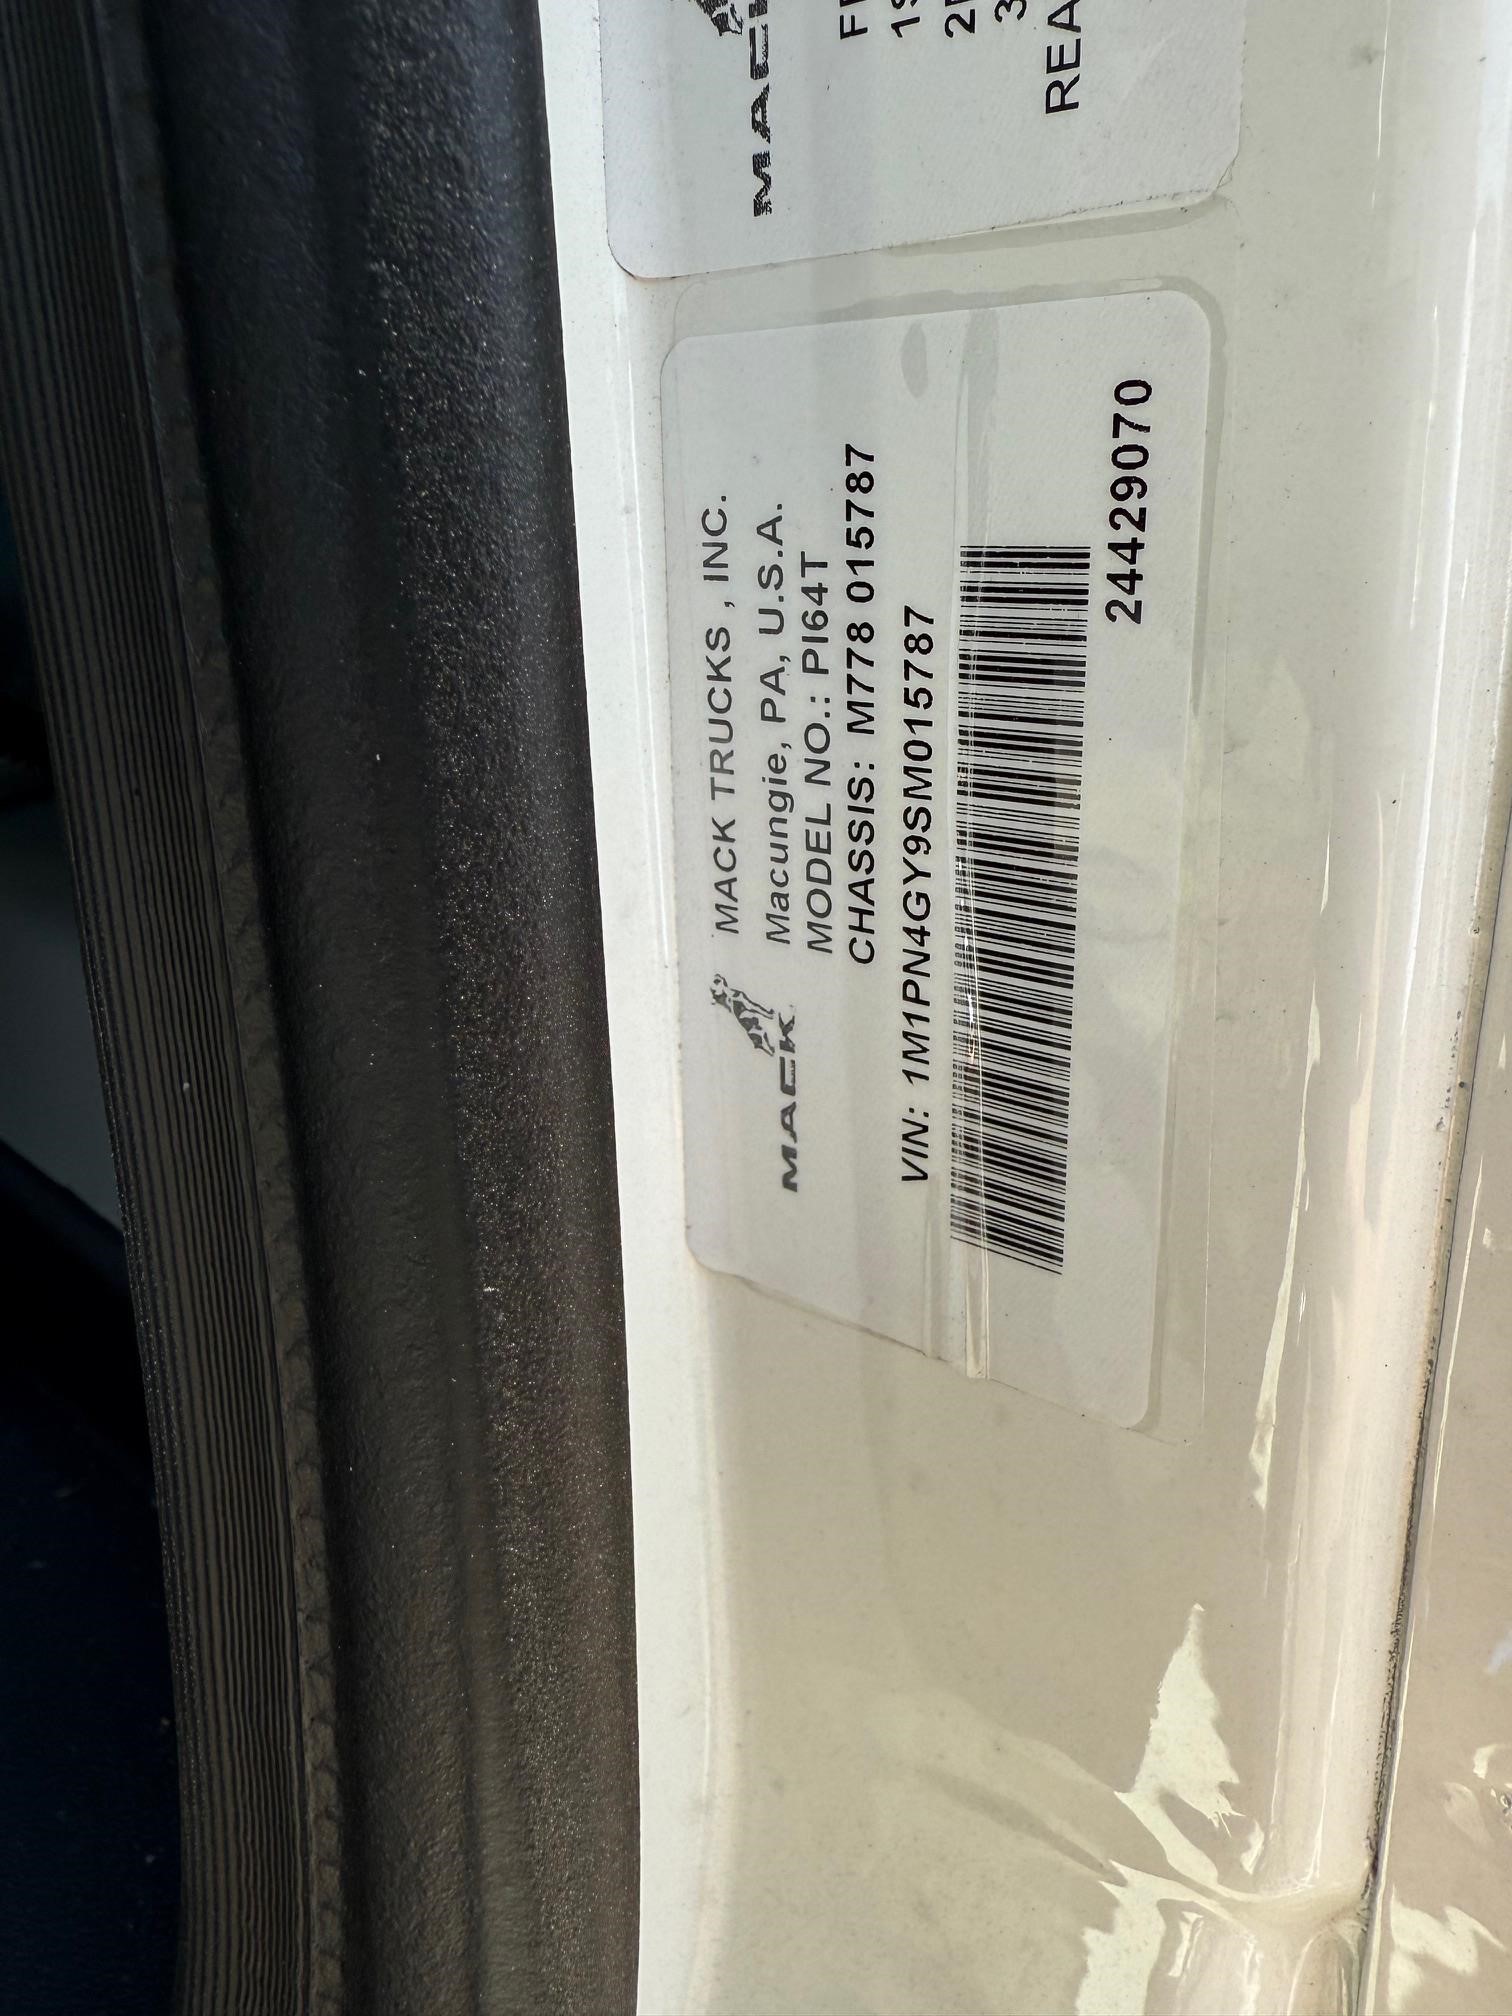 MACK
REA
MACK
MACK TRUCKS, INC.
Macungie, PA, U.S.A.
MODEL NO.: PI64T
CHASSIS: M778 015787
VIN: 1M1PN4GY9SM015787
24429070